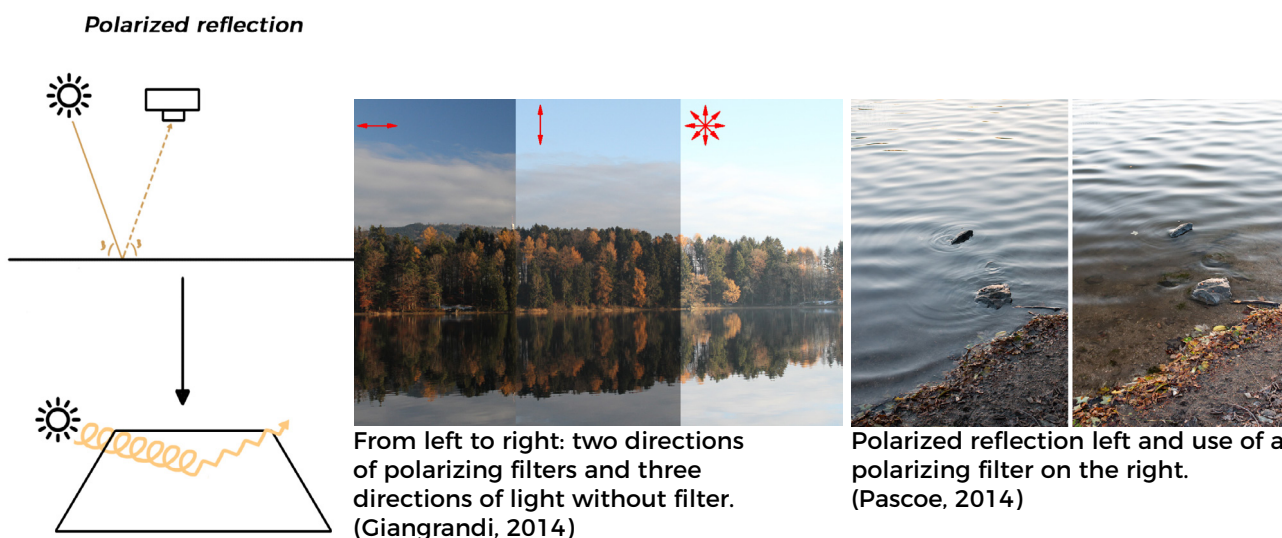 Polarized reflection
From left to right: two directions
of polarizing filters and three
directions of light without filter.
(Giangrandi, 2014)
Polarized reflection left and use of a
polarizing filter on the right.
(Pascoe, 2014)